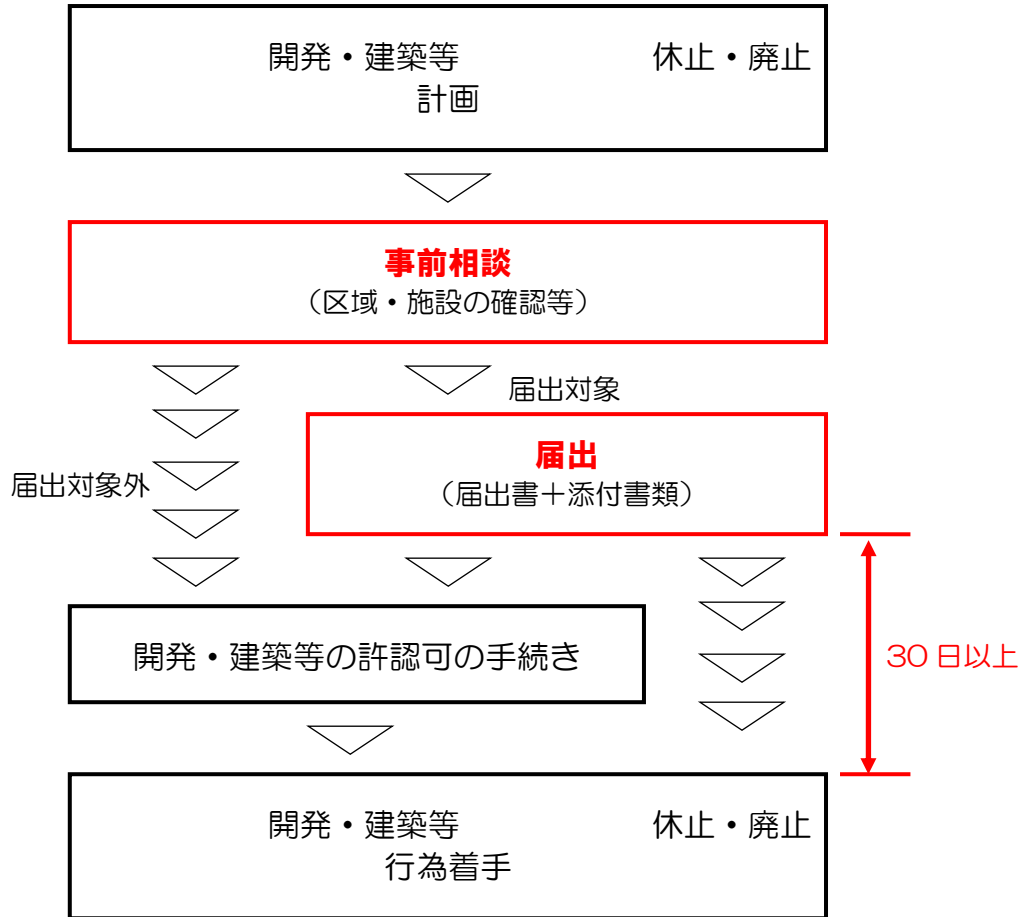 開発・建築等 休止・廃止
計画
事前相談
（区域・施設の確認等）
届出対象
届出
（届出書＋添付書類）
届出対象外
開発・建築等の許認可の手続き
30日以上
開発・建築等 休止・廃止
行為着手